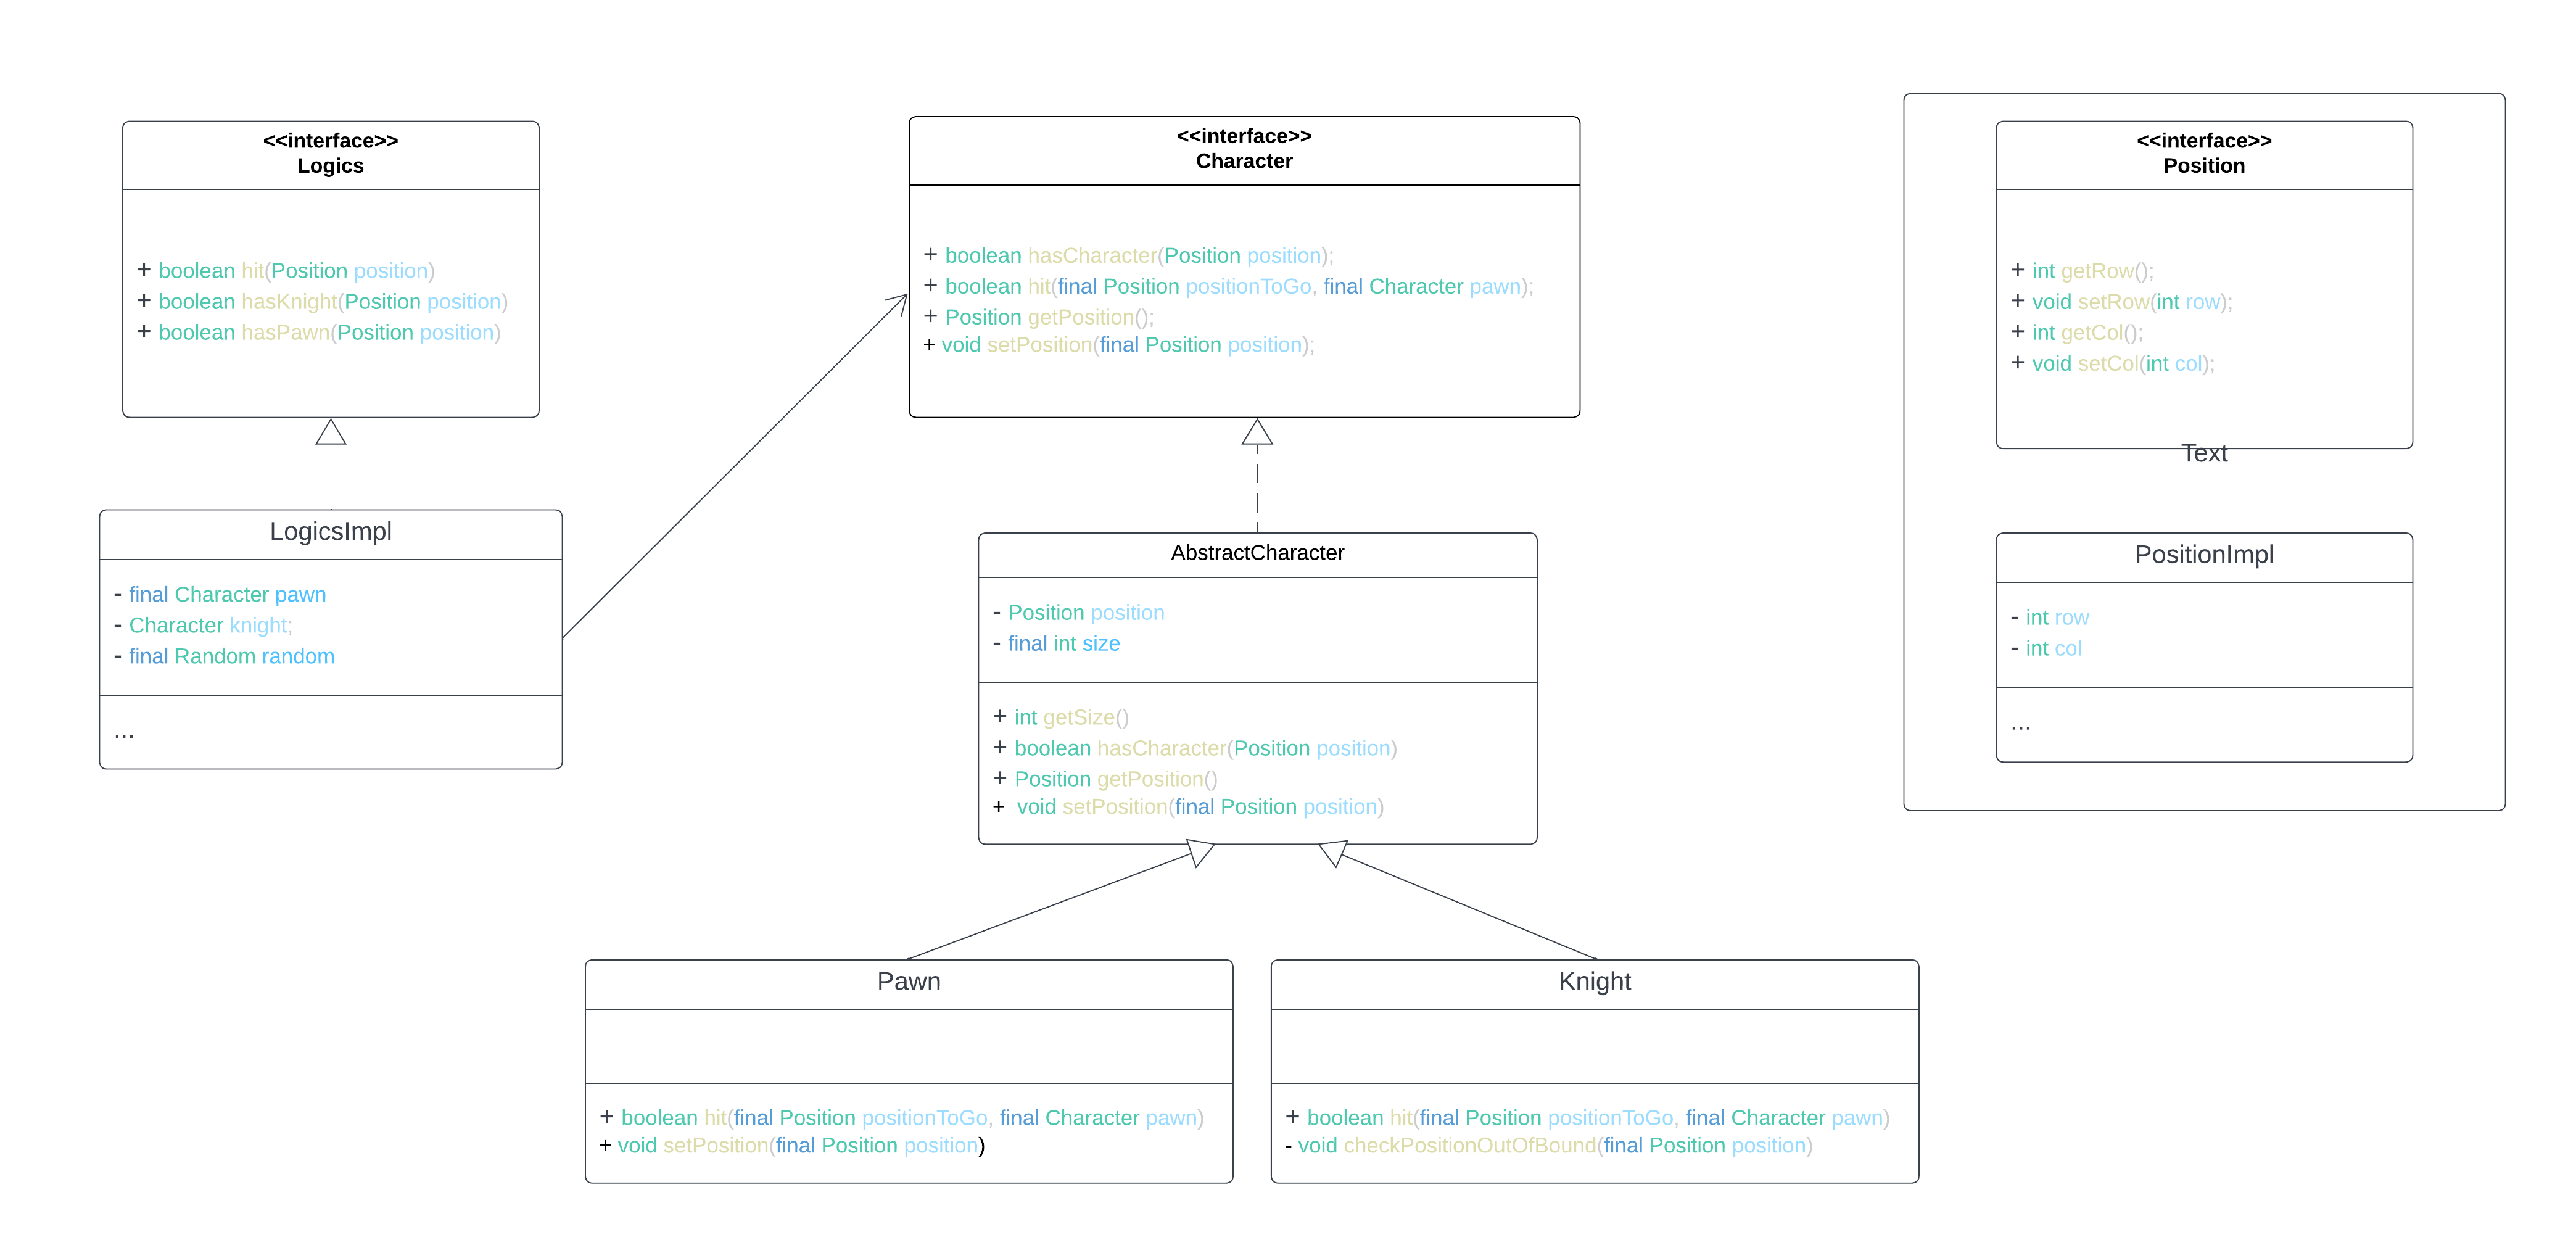 <<interface>>
Logics
+ boolean hit(Position position)
+ boolean hasKnight(Position position)
+ boolean hasPawn(Position position)
<<interface>>
Character
+ boolean hasCharacter(Position position);
+ boolean hit(final Position positionToGo, final Character pawn);
+ Position getPosition();
+ void setPosition(final Position position);
<<interface>>
Position
+ int getRow();
+ void setRow(int row);
+ int getCol();
+ void setCol(int col);
Text
LogicsImpl
- final Character pawn
- Character knight;
- final Random random
...
AbstractCharacter
- Position position
- final int size
+ int getSize()
+ boolean hasCharacter(Position position)
+ Position getPosition()
+ void setPosition(final Position position)
PositionImpl
- int row
- int col
...
Pawn
+ boolean hit(final Position positionToGo, final Character pawn)
+ void setPosition(final Position position)
Knight
+ boolean hit(final Position positionToGo, final Character pawn)
- void checkPositionOutOfBound(final Position position)